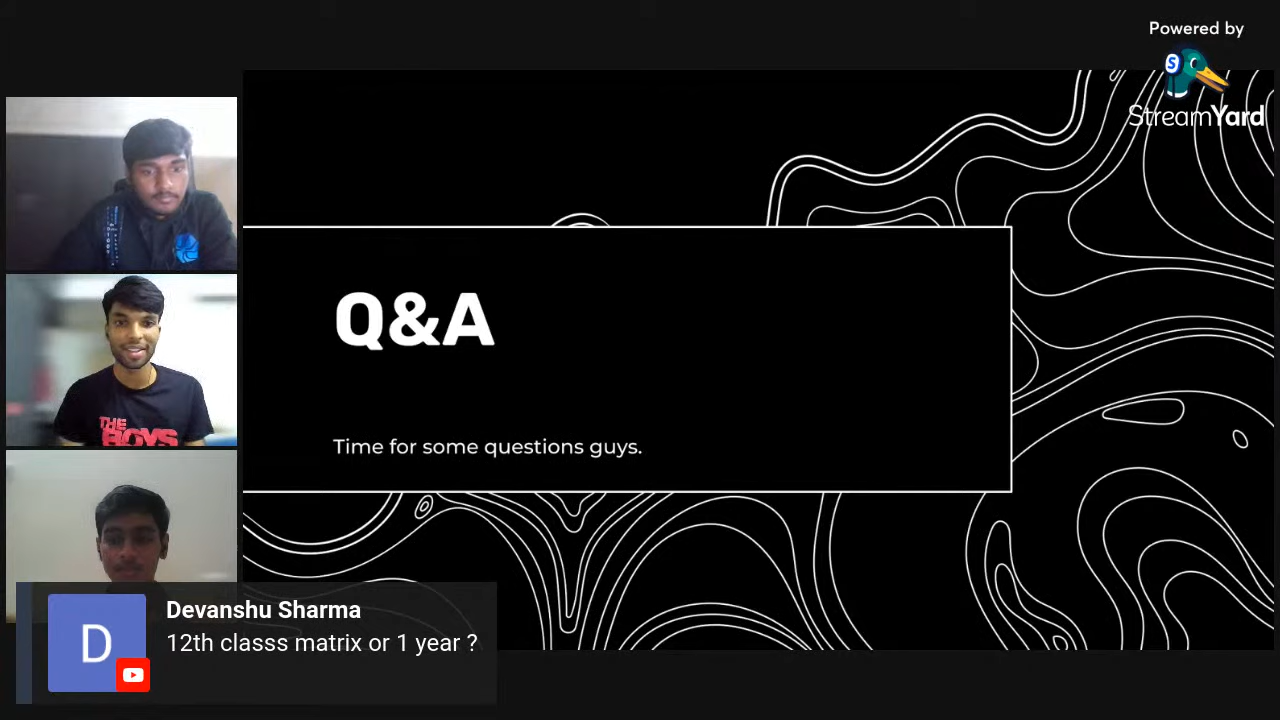 Powered by
S
StreamYard
Q&A
Time for some questions guys.
THE
BOYS
D
Devanshu Sharma
12th classs matrix or 1 year ?